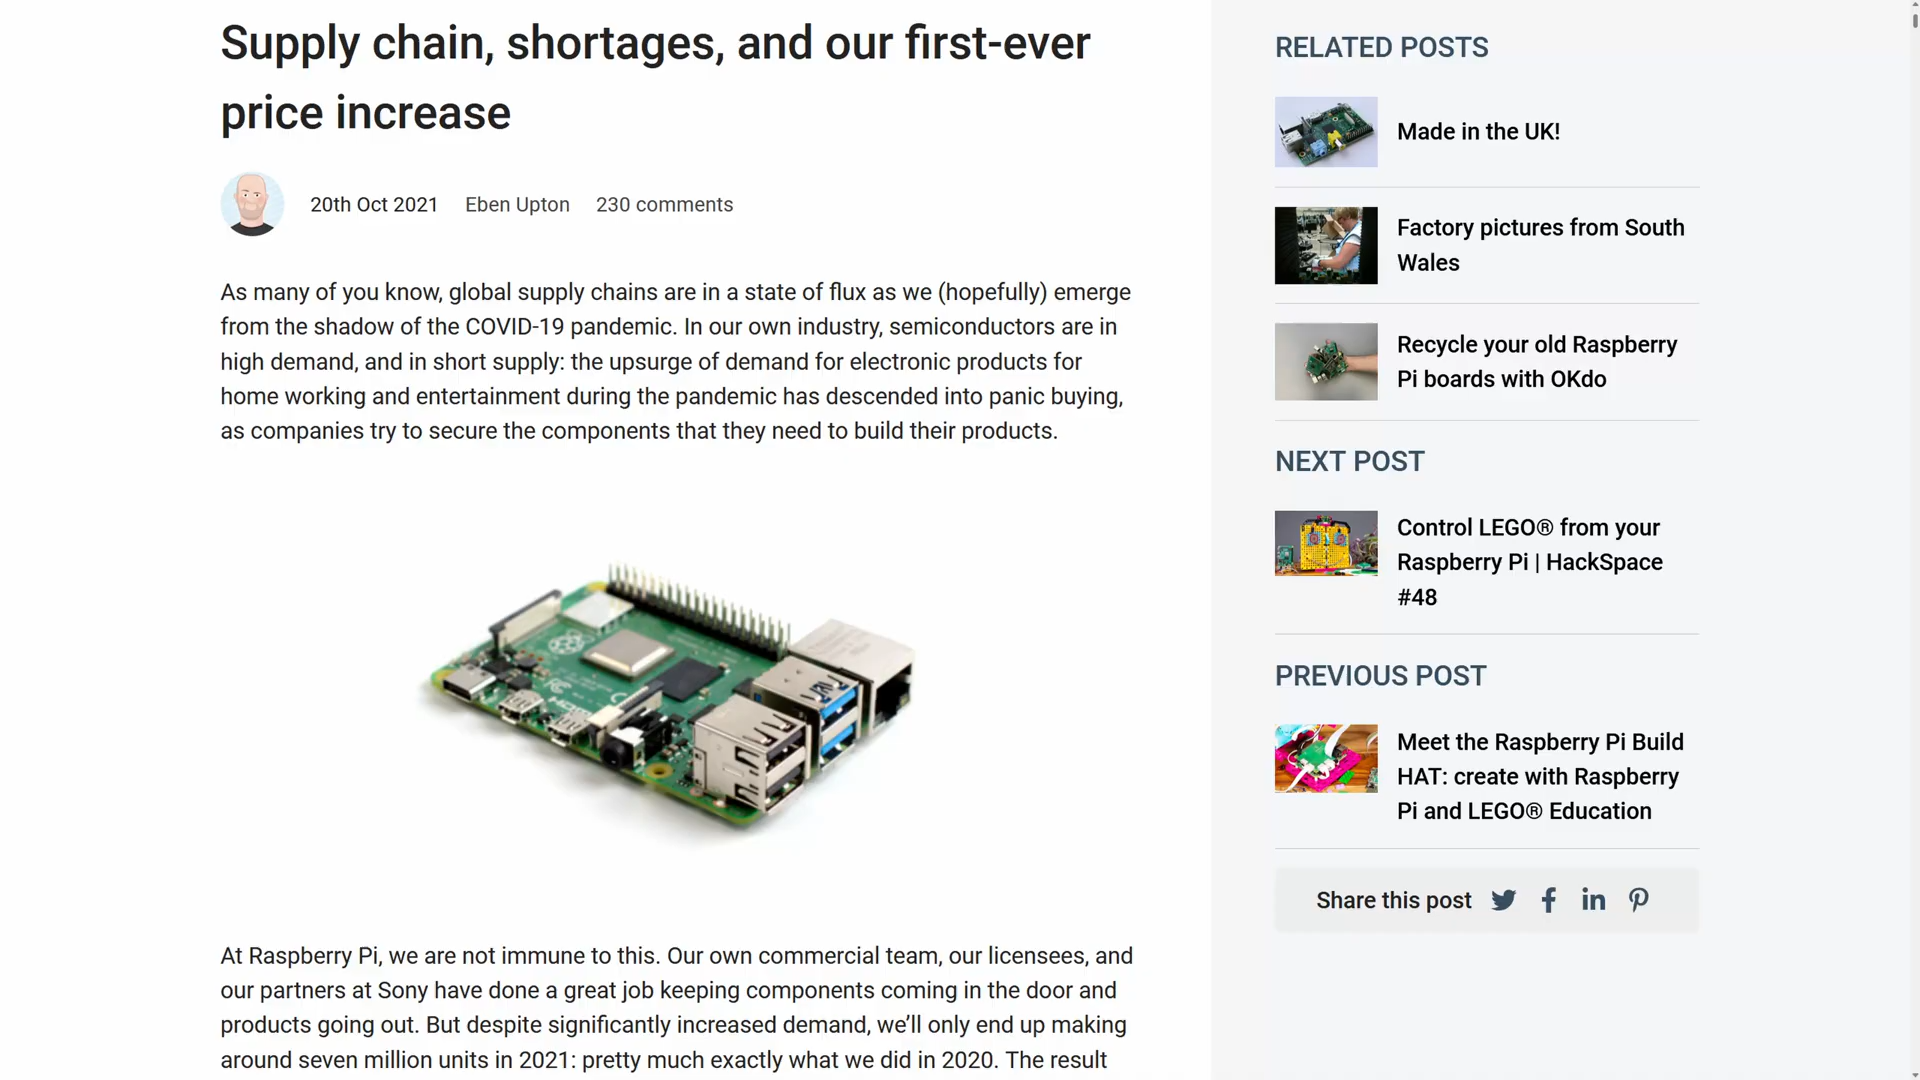 Supply chain, shortages, and our first-ever
price increase
20th Oct 2021 Eben Upton 230 comments
As many of you know, global supply chains are in a state of flux as we (hopefully) emerge
from the shadow of the COVID-19 pandemic. In our own industry, semiconductors are in
high demand, and in short supply: the upsurge of demand for electronic products for
home working and entertainment during the pandemic has descended into panic buying,
as companies try to secure the components that they need to build their products.
At Raspberry Pi, we are not immune to this. Our own commercial team, our licensees, and
our partners at Sony have done a great job keeping components coming in the door and
products going out. But despite significantly increased demand, we’ll only end up making
around seven million units in 2021: pretty much exactly what we did in 2020. The result
RELATED POSTS
Made in the UK!
Factory pictures from South
Wales
Recycle your old Raspberry
Pi boards with OKdo
NEXT POST
Control LEGO® from your
Raspberry Pi | HackSpace
#48
PREVIOUS POST
Meet the Raspberry Pi Build
HAT: create with Raspberry
Pi and LEGO® Education
Share this post